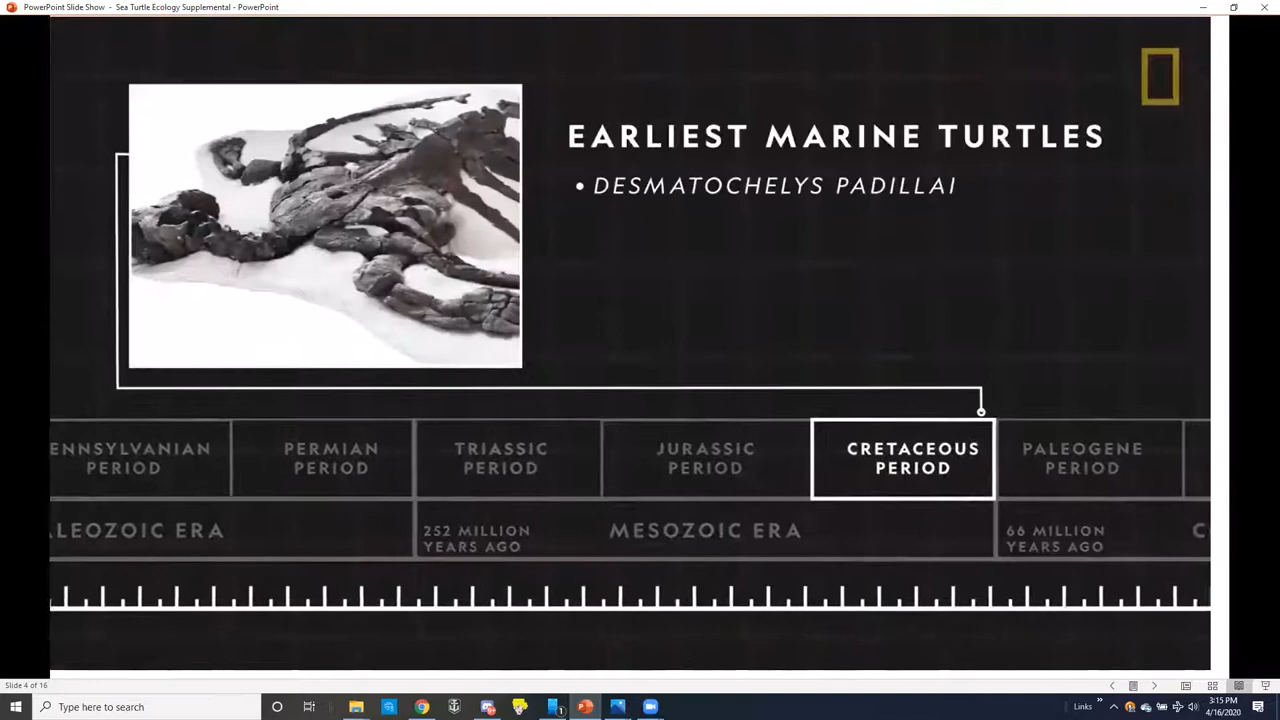 PowerPoint Slide Show - Sea Turtle Ecology Supplemental - PowerPoint
EARLIEST MARINE TURTLES
• DESMATOCHELYS PADILLAI
ENNSYLVANIAN PERIOD
PERMIAN PERIOD
TRIASSIC PERIOD
JURASSIC PERIOD
CRETACEOUS PERIOD
PALEOGENE PERIOD
LEOZOIC ERA
252 MILLION YEARS AGO
MESOZOIC ERA
66 MILLION YEARS AGO
C
Slide 4 of 16
Type here to search
1
Links
3:15 PM
4/16/2020